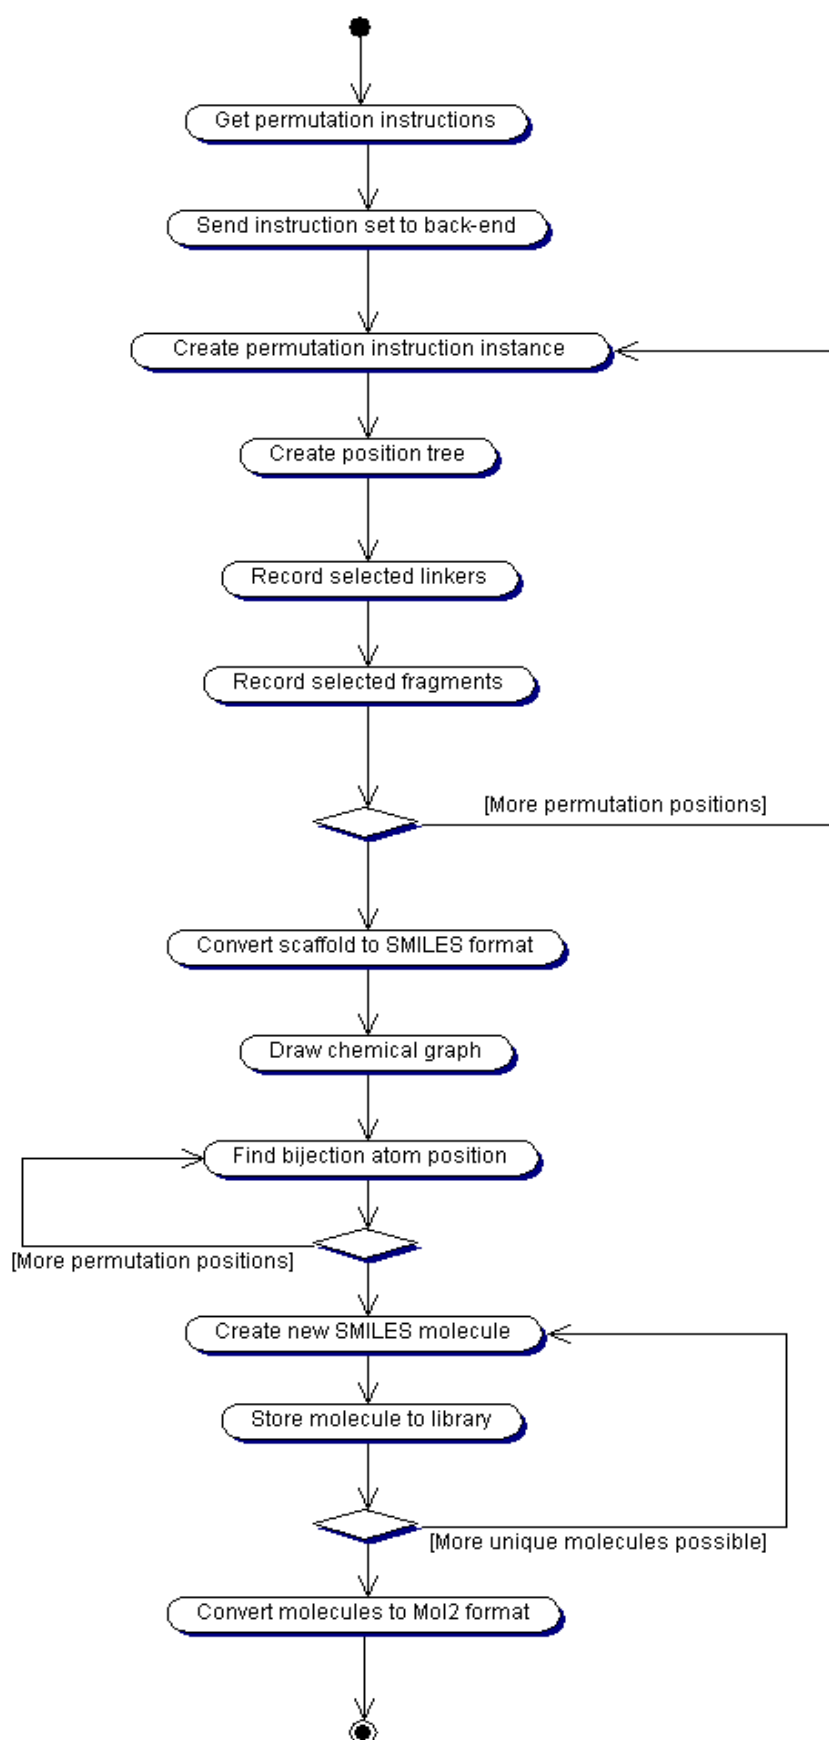 Get permutation instructions
Send instruction set to back-end
Create permutation instruction instance
Create position tree
Record selected linkers
Record selected fragments
[More permutation positions]
Convert scaffold to SMILES format
Draw chemical graph
Find bijection atom position
[More permutation positions]
Create new SMILES molecule
Store molecule to library
[More unique molecules possible]
Convert molecules to Mol2 format